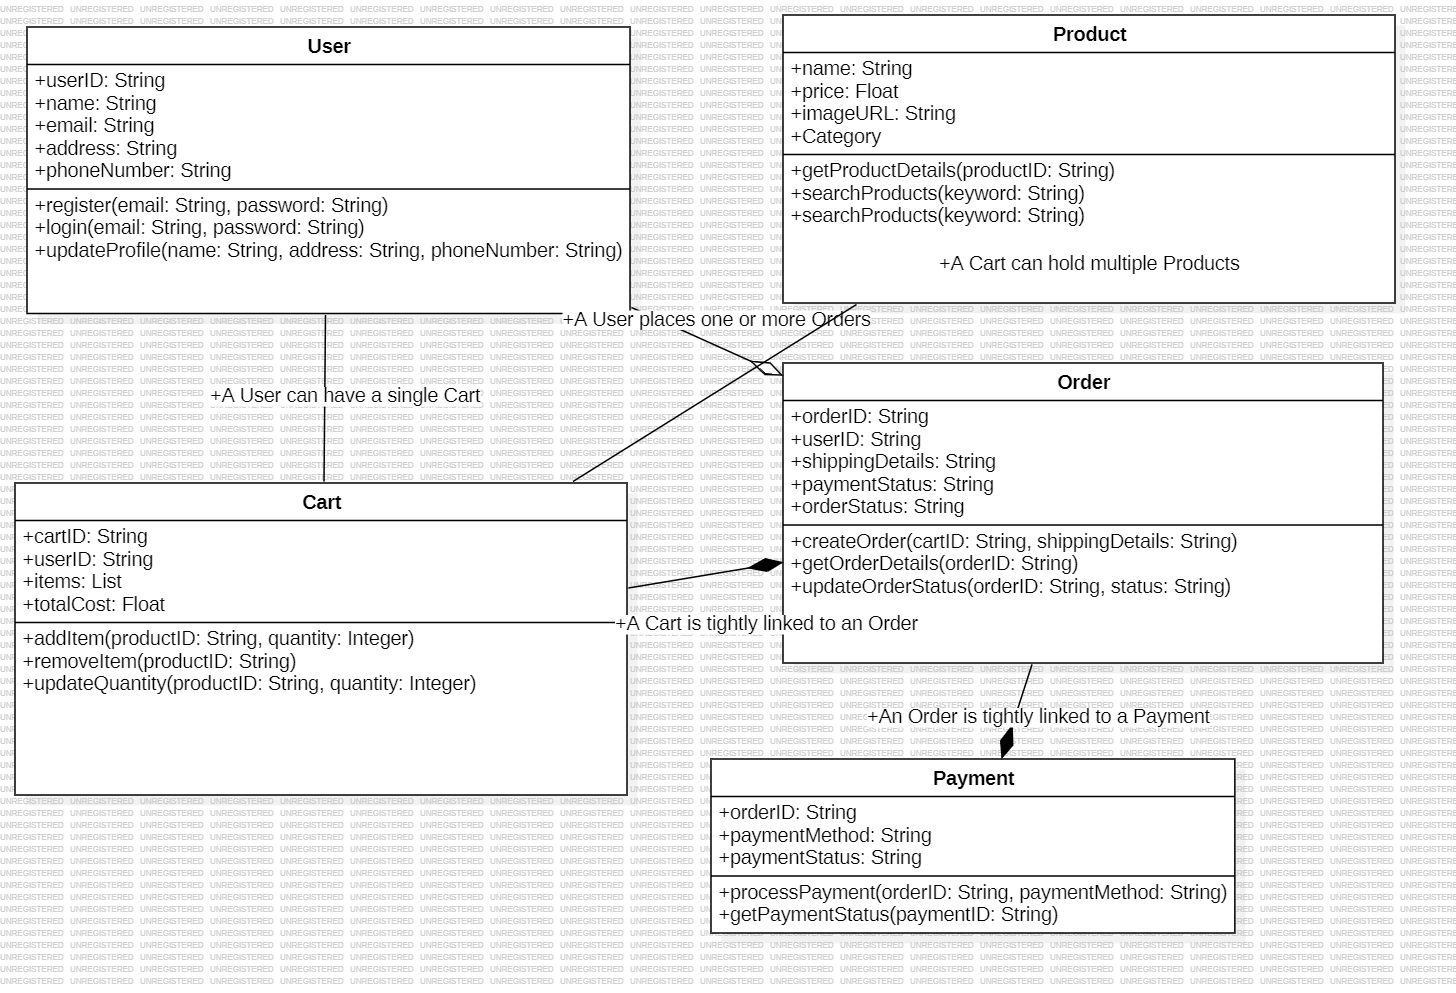 User
+userID: String
+name: String
+email: String
+address: String
+phoneNumber: String
+register(email: String, password: String)
+login(email: String, password: String)
+updateProfile(name: String, address: String, phoneNumber: String)
Product
+name: String
+price: Float
+imageURL: String
+Category
+getProductDetails(productID: String)
+searchProducts(keyword: String)
+searchProducts(keyword: String)
+A Cart can hold multiple Products
+A User places one or more Orders
+A User can have a single Cart
Order
+orderID: String
+userID: String
+shippingDetails: String
+paymentStatus: String
+orderStatus: String
+createOrder(cartID: String, shippingDetails: String)
+getOrderDetails(orderID: String)
+updateOrderStatus(orderID: String, status: String)
Cart
+cartID: String
+userID: String
+items: List
+totalCost: Float
+addItem(productID: String, quantity: Integer)
+removeItem(productID: String)
+updateQuantity(productID: String, quantity: Integer)
+A Cart is tightly linked to an Order
+An Order is tightly linked to a Payment
Payment
+orderID: String
+paymentMethod: String
+paymentStatus: String
+processPayment(orderID: String, paymentMethod: String)
+getPaymentStatus(paymentID: String)
UNREGISTERED